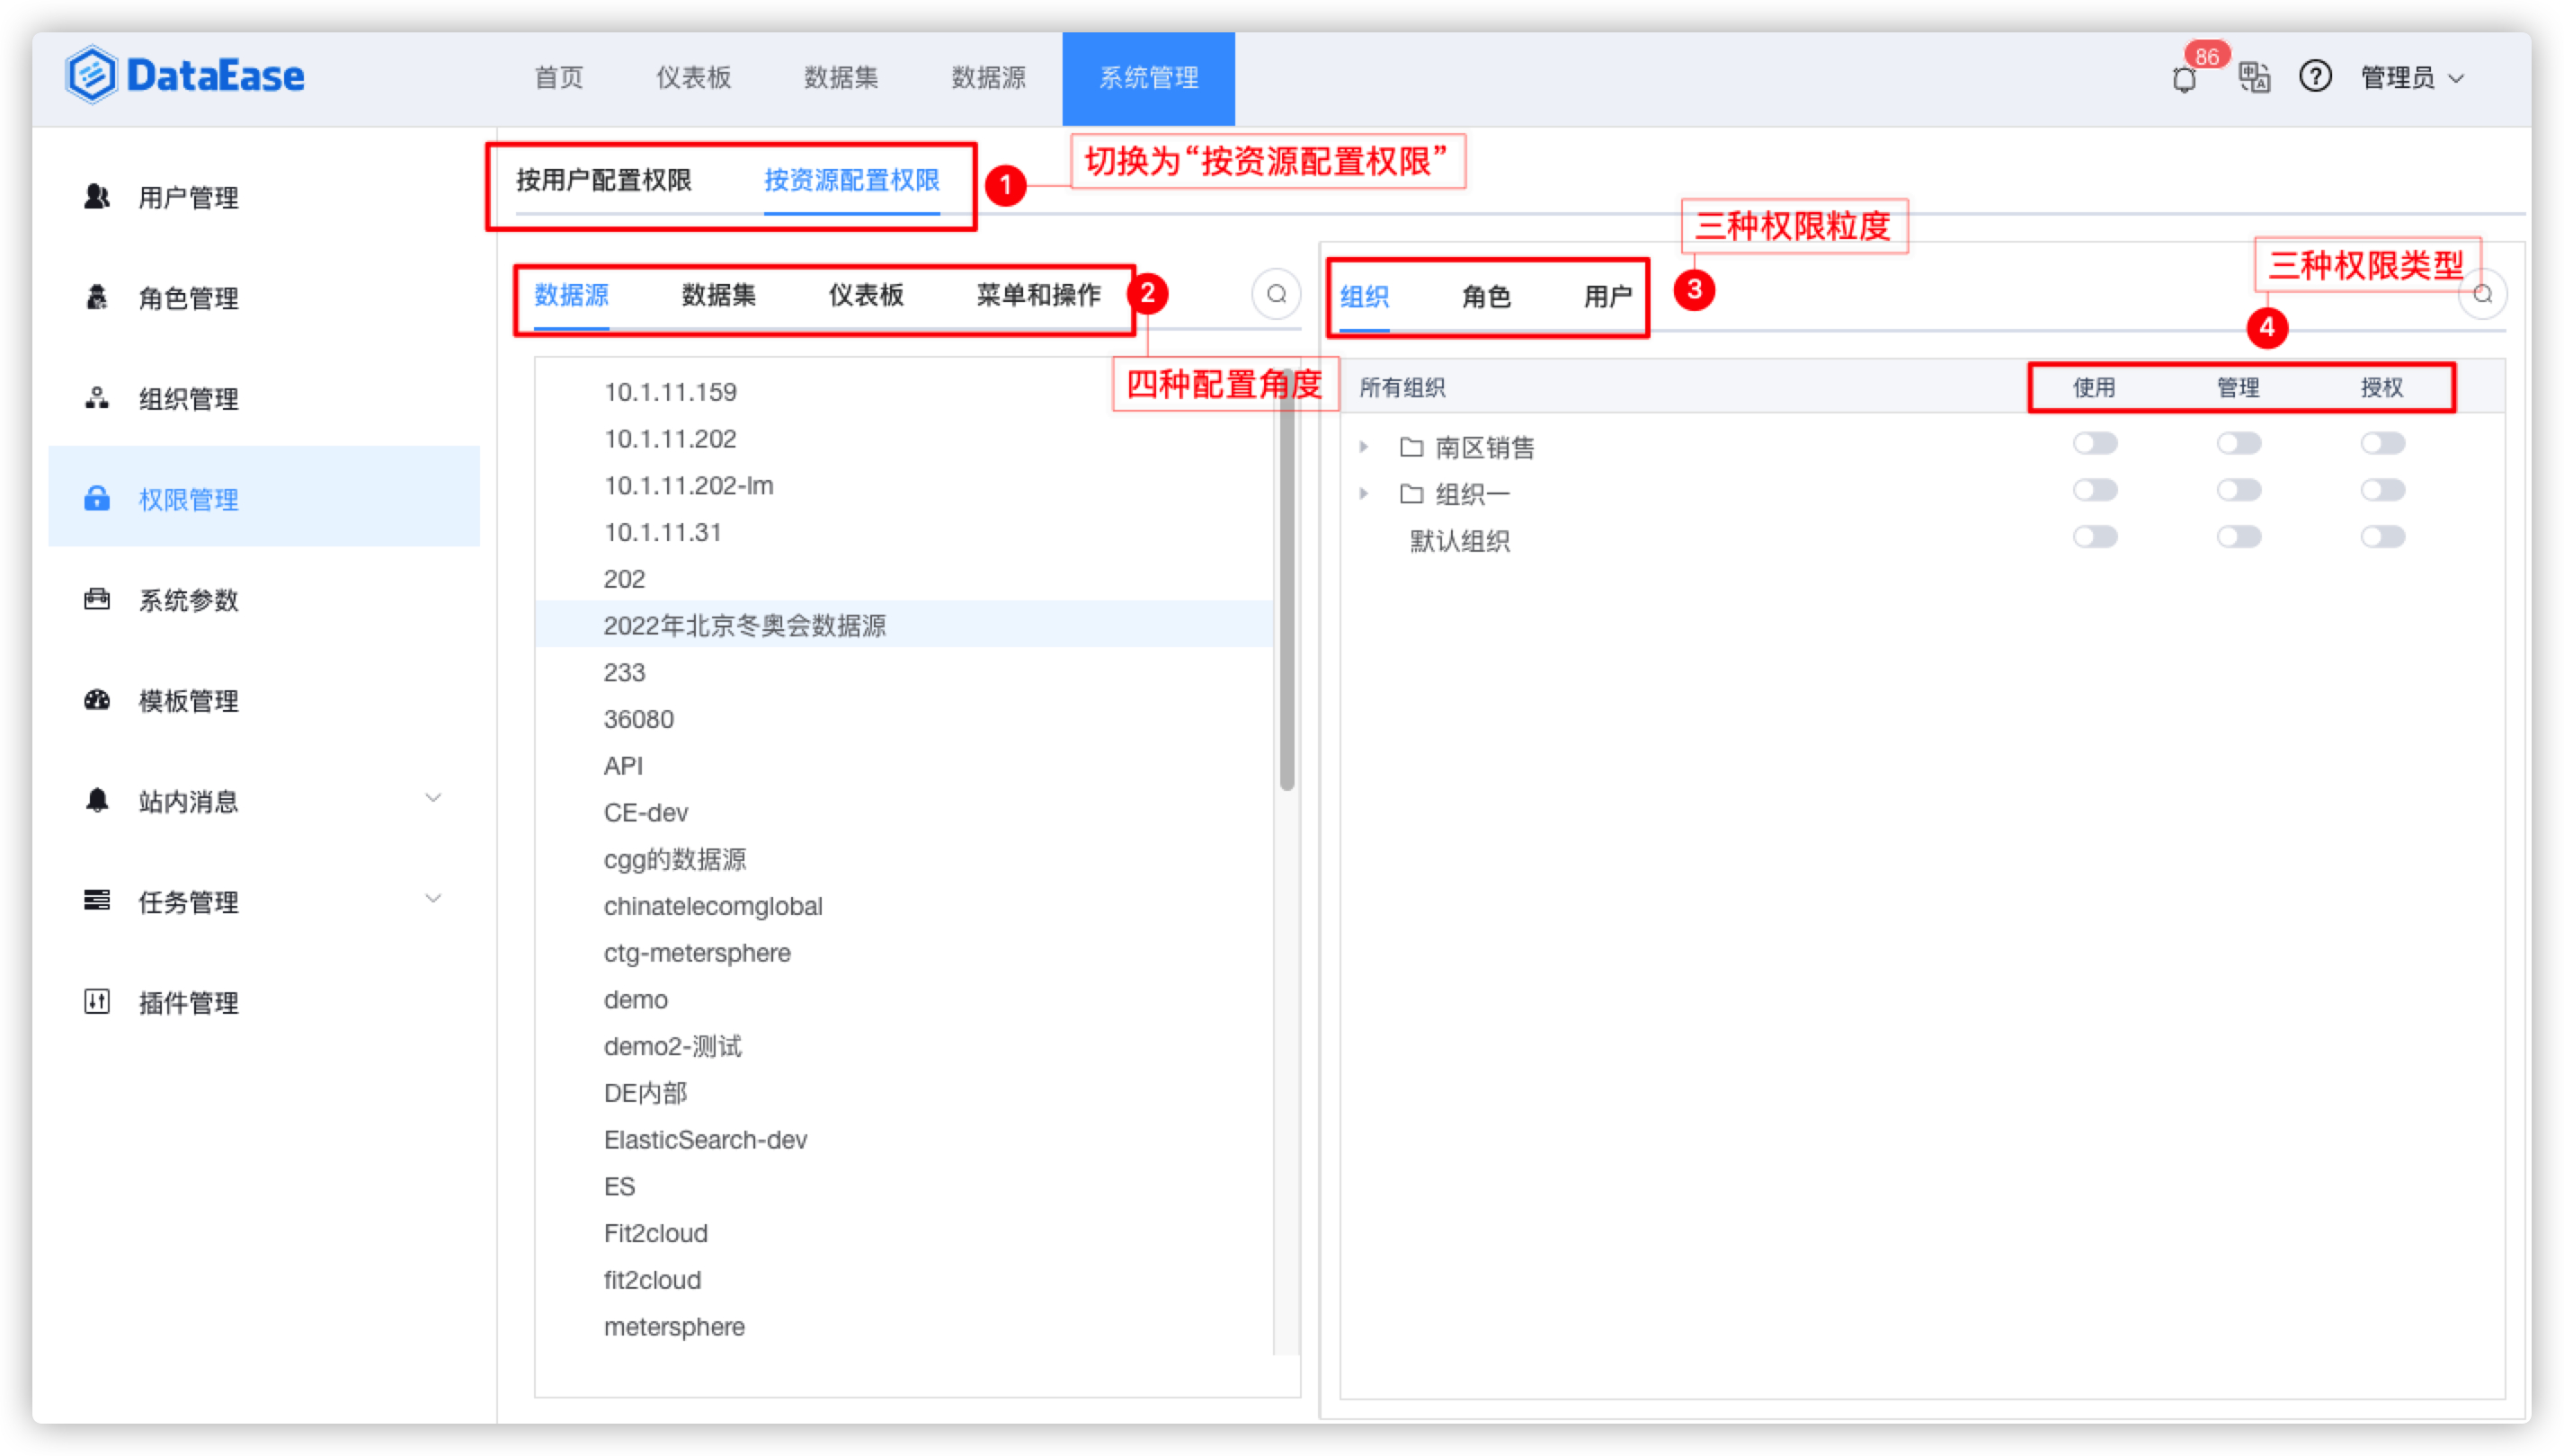 DataEase
首页 仪表板 数据集 数据源 系统管理
86
管理员
用户管理
角色管理
组织管理
权限管理
系统参数
模板管理
站内消息
任务管理
插件管理
按用户配置权限 按资源配置权限
1
切换为“按资源配置权限”
数据源 数据集 仪表板 菜单和操作
2
四种配置角度
10.1.11.159
10.1.11.202
10.1.11.202-lm
10.1.11.31
202
2022年北京冬奥会数据源
233
36080
API
CE-dev
cgg的数据源
chinatelecomglobal
ctg-metersphere
demo
demo2-测试
DE内部
ElasticSearch-dev
ES
Fit2cloud
fit2cloud
metersphere
三种权限粒度
组织 角色 用户
3
三种权限类型
4
所有组织 使用 管理 授权
南区销售
组织一
默认组织